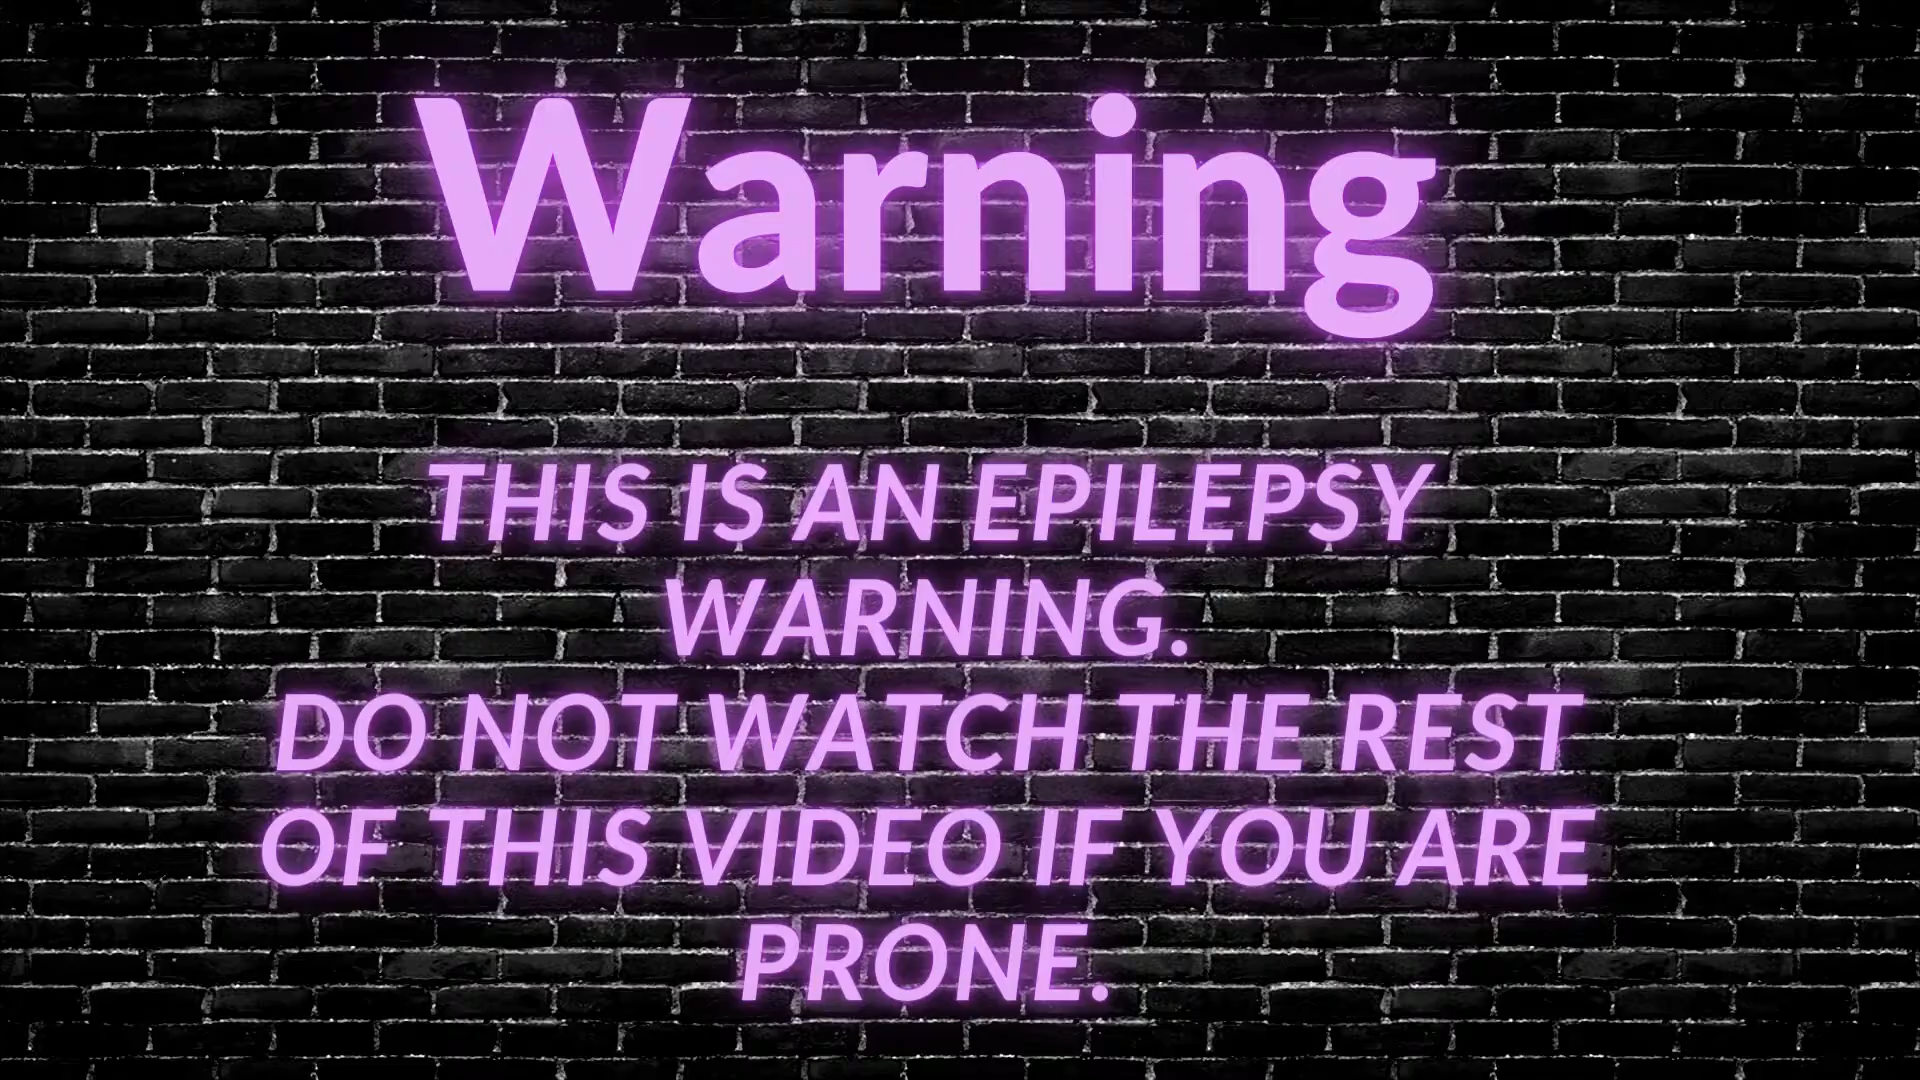 Warning
THIS IS AN EPILEPSY
WARNING.
DO NOT WATCH THE REST
OF THIS VIDEO IF YOU ARE
PRONE.